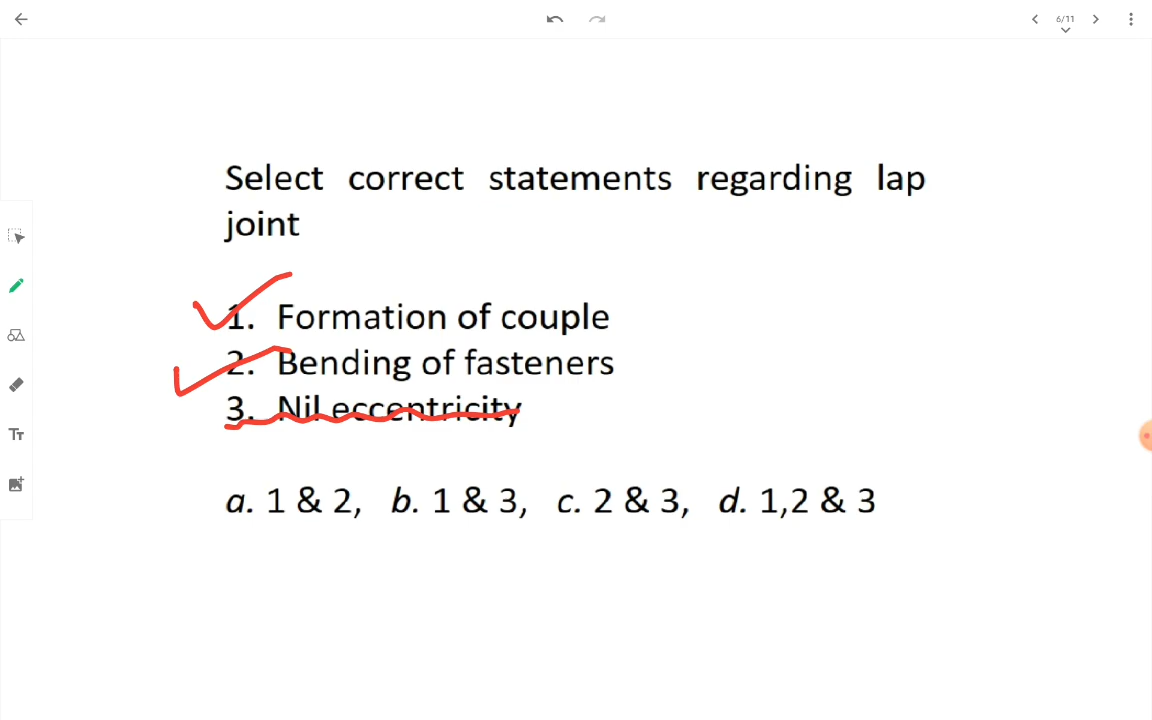 6/11
Select correct statements regarding lap
joint
1. Formation of couple
2. Bending of fasteners
3. Nil eccentricity
a. 1 & 2, b. 1 & 3, c. 2 & 3, d. 1,2 & 3
Tт